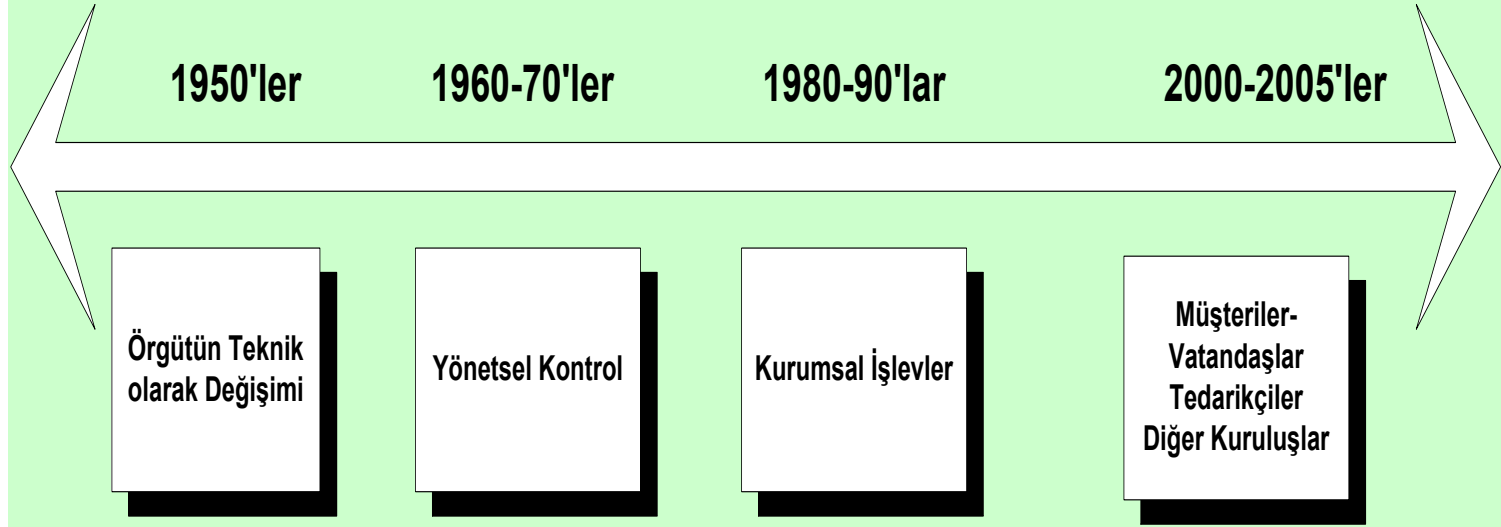 1950'ler
1960-70'ler
1980-90'lar
2000-2005'ler
Örgütün Teknik
olarak Değişimi
Yönetsel Kontrol
Kurumsal İşlevler
Müşteriler-
Vatandaşlar
Tedarikçiler
Diğer Kuruluşlar